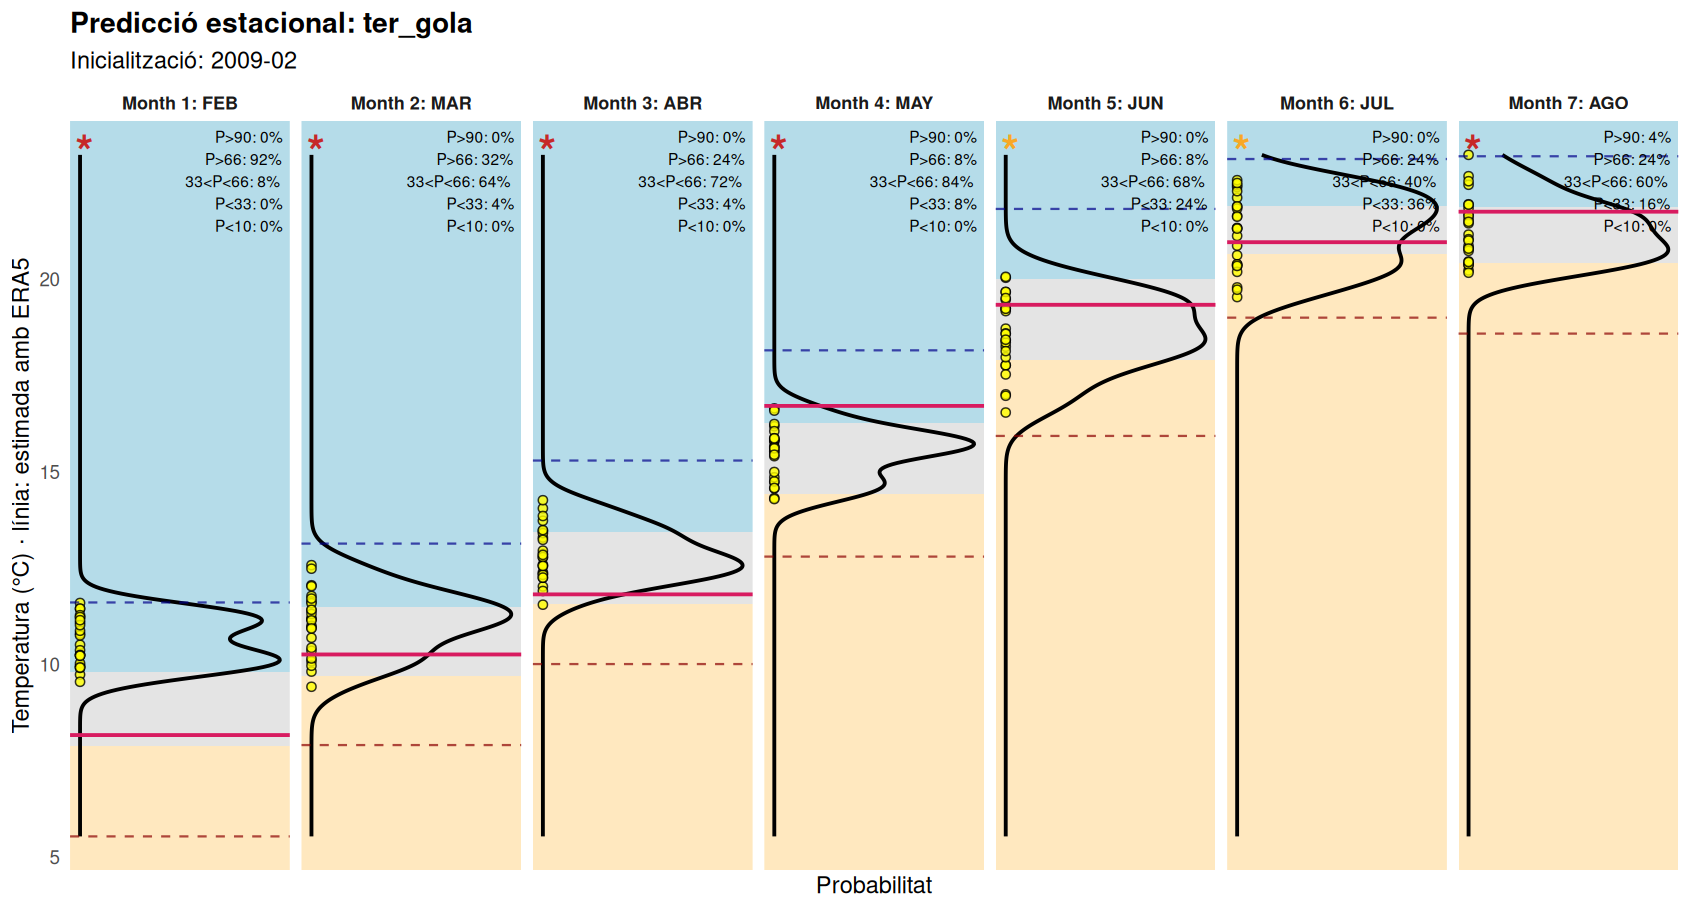 Predicció estacional: ter_gola
Inicialització: 2009-02
Month 1: FEB
Month 2: MAR
Month 3: ABR
Month 4: MAY
Month 5: JUN
Month 6: JUL
Month 7: AGO
*
P>90: 0%
P>66: 92%
33<P<66: 8%
P<33: 0%
P<10: 0%
*
P>90: 0%
P>66: 32%
33<P<66: 64%
P<33: 4%
P<10: 0%
*
P>90: 0%
P>66: 24%
33<P<66: 72%
P<33: 4%
P<10: 0%
*
P>90: 0%
P>66: 8%
33<P<66: 84%
P<33: 8%
P<10: 0%
*
P>90: 0%
P>66: 8%
33<P<66: 68%
P<33: 24%
P<10: 0%
*
P>90: 0%
P>66: 24%
33<P<66: 40%
P<33: 36%
P<10: 0%
*
P>90: 4%
P>66: 24%
33<P<66: 60%
P<33: 16%
P<10: 0%
Temperatura (°C) · línia: estimada amb ERA5
20
15
10
5
Probabilitat